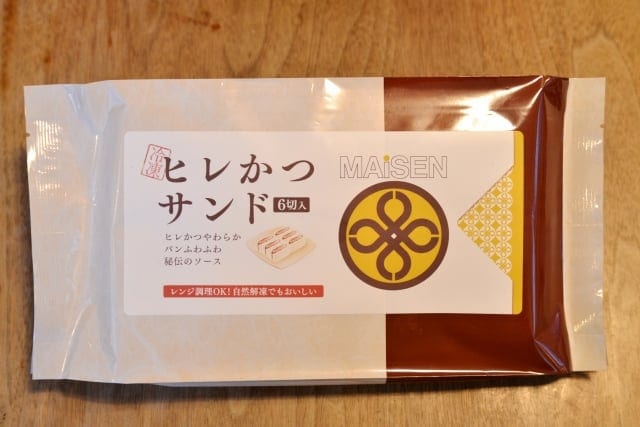 冷凍
ヒレかつ
サンド 6切入
ヒレかつやわらか
パンふわふわ
秘伝のソース
レンジ調理OK!自然解凍でもおいしい
MAiSEN